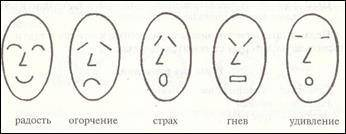 радость огорчение страх гнев удивление